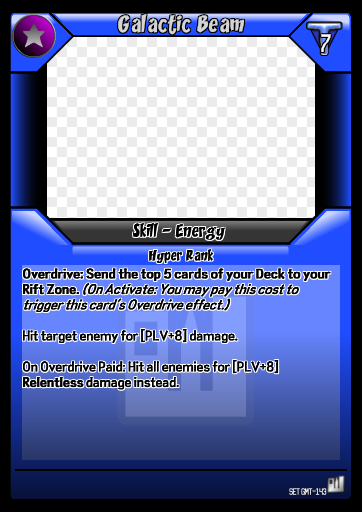 Galactic Beam
7
Skill - Energy
Hyper Rank
Overdrive: Send the top 5 cards of your Deck to your
Rift Zone. (On Activate: You may pay this cost to
trigger this card's Overdrive effect.)
Hit target enemy for [PLV+8] damage.
On Overdrive Paid: Hit all enemies for [PLV+8]
Relentless damage instead.
SET GMT-143